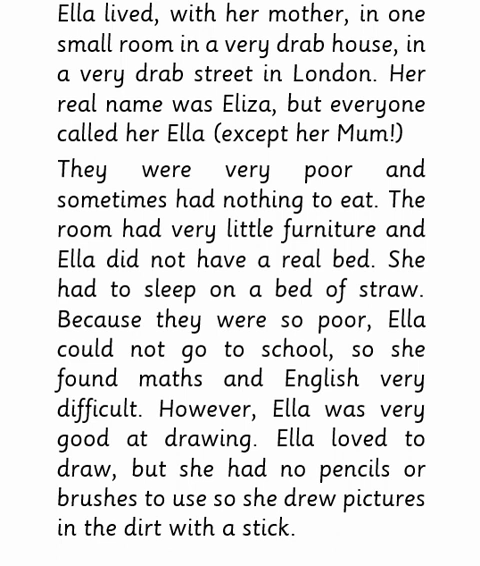 Ella lived, with her mother, in one
small room in a very drab house, in
a very drab street in London. Her
real name was Eliza, but everyone
called her Ella (except her Mum!)
They were very poor and
sometimes had nothing to eat. The
room had very little furniture and
Ella did not have a real bed. She
had to sleep on a bed of straw.
Because they were so poor, Ella
could not go to school, so she
found maths and English very
difficult. However, Ella was very
good at drawing. Ella loved to
draw, but she had no pencils or
brushes to use so she drew pictures
in the dirt with a stick.